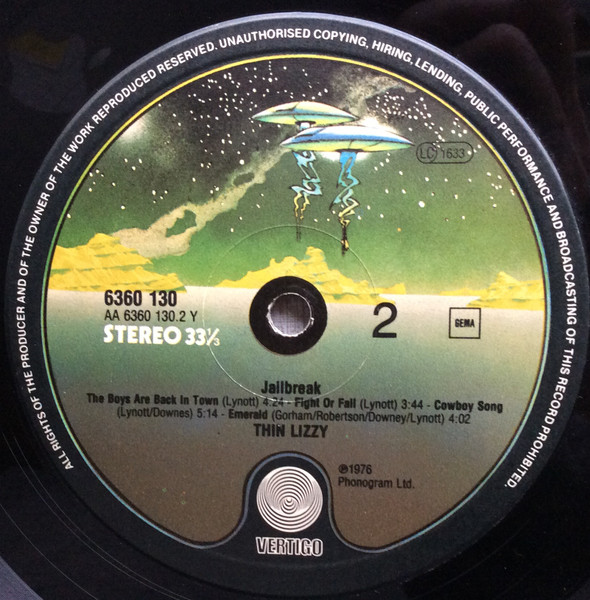 ALL RIGHTS OF THE PRODUCER AND OF THE OWNER OF THE WORK REPRODUCED RESERVED. UNAUTHORISED COPYING, HIRING, LENDING, PUBLIC PERFORMANCE AND BROADCASTING OF THIS RECORD PROHIBITED.
LC 1633
6360 130
AA 6360 130.2 Y
STEREO 33⅓
2
GEMA
Jailbreak
The Boys Are Back In Town (Lynott) 4:24 - Fight Or Fall (Lynott) 3:44 - Cowboy Song
(Lynott/Downes) 5:14 - Emerald (Gorham/Robertson/Downey/Lynott) 4:02
THIN LIZZY
℗1976
Phonogram Ltd.
VERTIGO